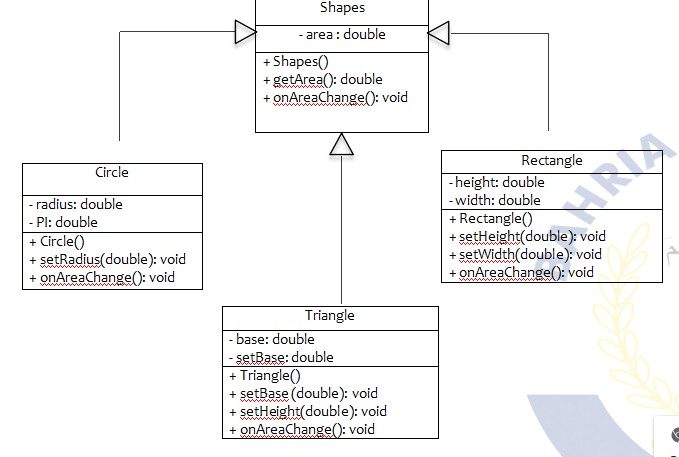 Shapes
- area : double
+ Shapes()
+ getArea(): double
+ onAreaChange(): void
Circle
- radius: double
- PI: double
+ Circle()
+ setRadius(double): void
+ onAreaChange(): void
Rectangle
- height: double
- width: double
+ Rectangle()
+ setHeight(double): void
+ setWidth(double): void
+ onAreaChange(): void
Triangle
- base: double
- setBase: double
+ Triangle()
+ setBase (double): void
+ setHeight(double): void
+ onAreaChange(): void
BAHRIA